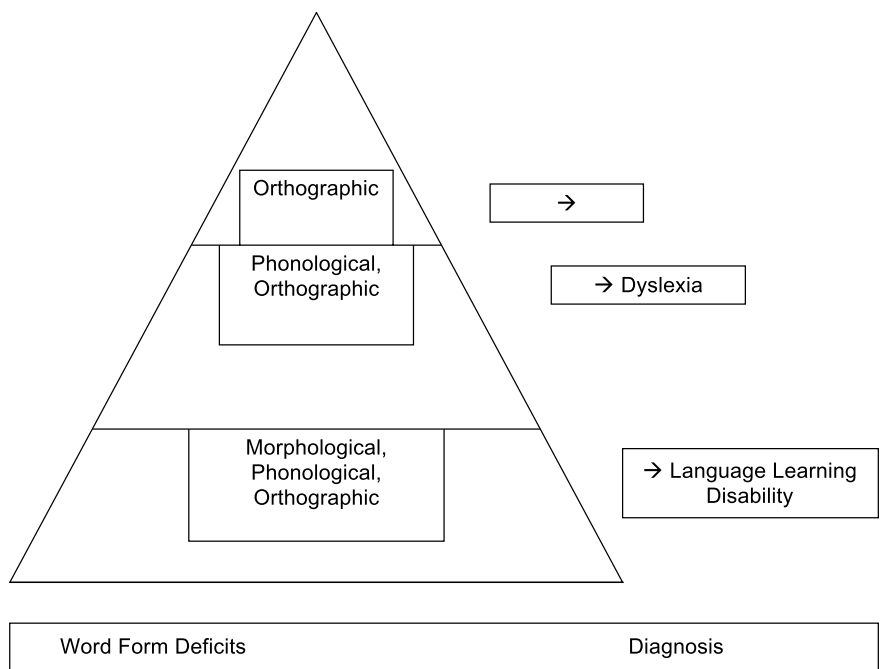 Orthographic
→
Phonological,
Orthographic
→ Dyslexia
Morphological,
Phonological,
Orthographic
→ Language Learning
Disability
Word Form Deficits
Diagnosis